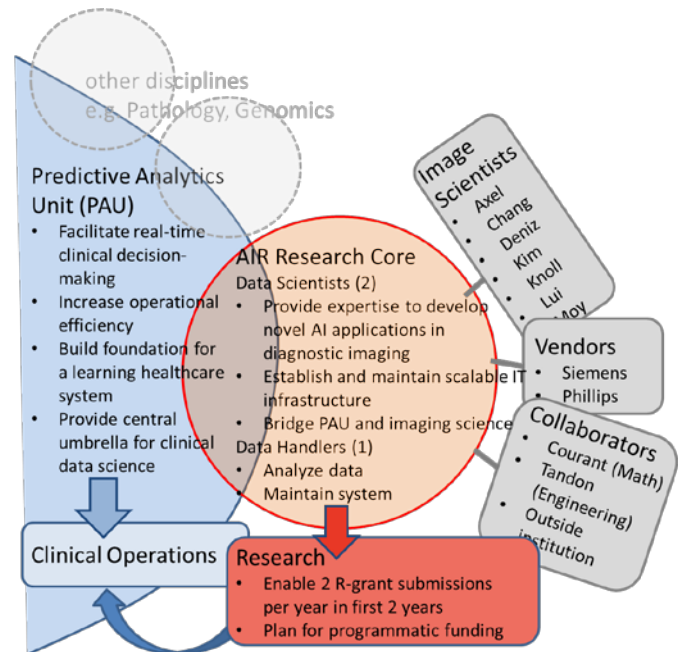 other disciplines
e.g. Pathology, Genomics
Predictive Analytics
Unit (PAU)
• Facilitate real-time
clinical decision-
making
• Increase operational
efficiency
• Build foundation for
a learning healthcare
system
• Provide central
umbrella for clinical
data science
Clinical Operations
AIR Research Core
Data Scientists (2)
• Provide expertise to develop
novel AI applications in
diagnostic imaging
• Establish and maintain scalable IT
infrastructure
• Bridge PAU and imaging science
Data Handlers (1)
• Analyze data
• Maintain system
Research
• Enable 2 R-grant submissions
per year in first 2 years
• Plan for programmatic funding
Image
Scientists
• Axel
• Chang
• Deniz
• Kim
• Knoll
• Lui
Moy
Vendors
• Siemens
• Phillips
Collaborators
• Courant (Math)
• Tandon
(Engineering)
• Outside
institution